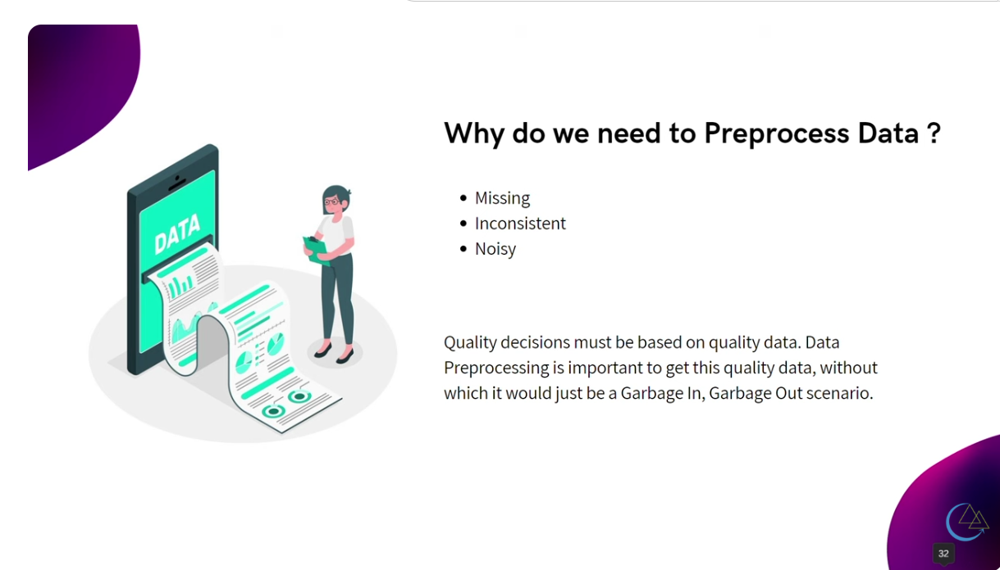 Why do we need to Preprocess Data ?
DATA
• Missing
• Inconsistent
• Noisy
Quality decisions must be based on quality data. Data
Preprocessing is important to get this quality data, without
which it would just be a Garbage In, Garbage Out scenario.
32